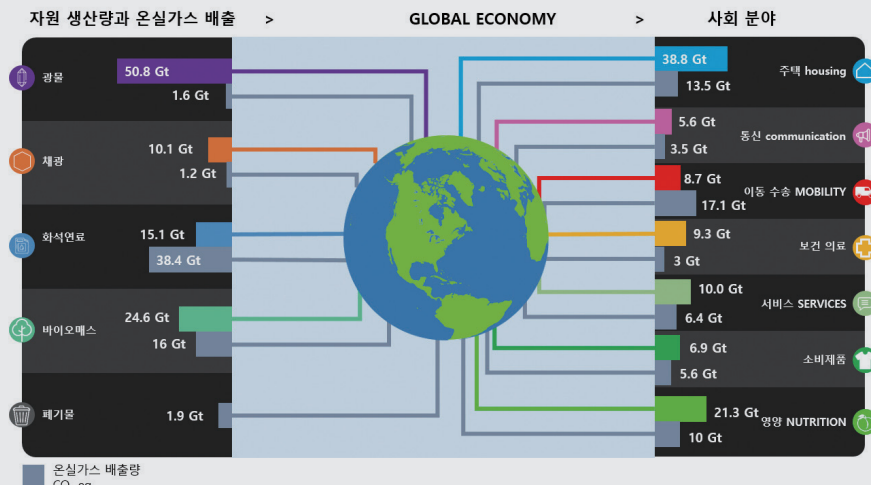 자원 생산량과 온실가스 배출 > GLOBAL ECONOMY > 사회 분야
광물
50.8 Gt
1.6 Gt
채광
10.1 Gt
1.2 Gt
화석연료
15.1 Gt
38.4 Gt
바이오매스
24.6 Gt
16 Gt
폐기물
1.9 Gt
38.8 Gt
13.5 Gt
주택 housing
5.6 Gt
3.5 Gt
통신 communication
8.7 Gt
17.1 Gt
이동 수송 MOBILITY
9.3 Gt
3 Gt
보건 의료
10.0 Gt
6.4 Gt
서비스 SERVICES
6.9 Gt
5.6 Gt
소비제품
21.3 Gt
10 Gt
영양 NUTRITION
온실가스 배출량